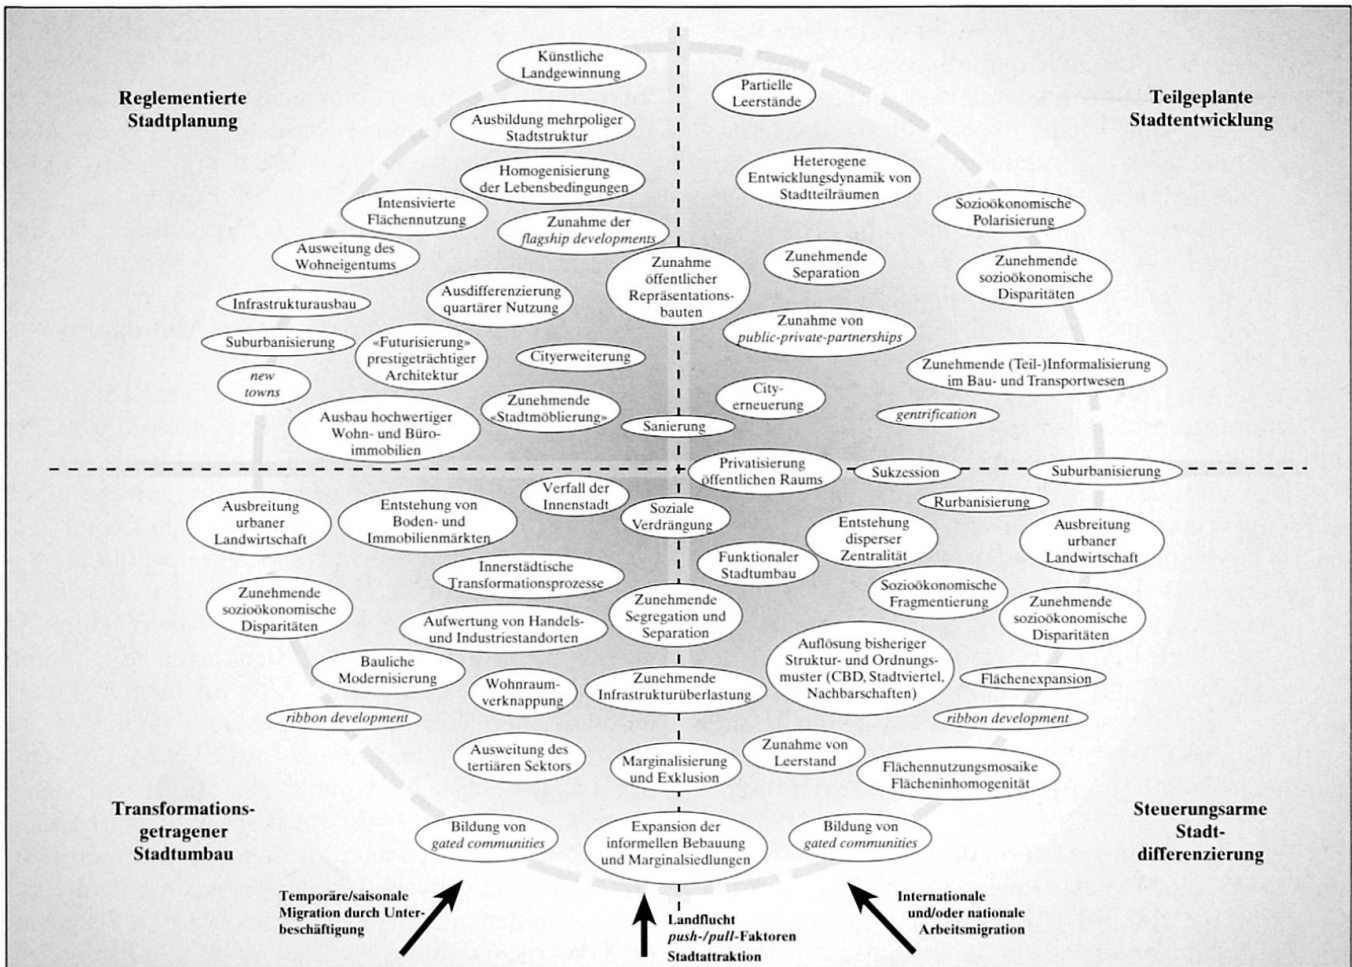 Reglementierte
Stadtplanung
Teilgeplante
Stadtentwicklung
Künstliche
Landgewinnung
Partielle
Leerstände
Ausbildung mehrpoliger
Stadtstruktur
Homogenisierung
der Lebensbedingungen
Heterogene
Entwicklungsdynamik von
Stadtteilräumen
Intensivierte
Flächennutzung
Sozioökonomische
Polarisierung
Zunahme der
flagship developments
Ausweitung des
Wohneigentums
Zunahme
öffentlicher
Repräsentations-
bauten
Zunehmende
Separation
Zunehmende
sozioökonomische
Disparitäten
Infrastrukturausbau
Ausdifferenzierung
quartärer Nutzung
Zunahme von
public-private-partnerships
Suburbanisierung
«Futurisierung»
prestigeträchtiger
Architektur
Cityerweiterung
Zunehmende (Teil-)Informalisierung
im Bau- und Transportwesen
new
towns
City-
erneuerung
Zunehmende
«Stadtmöblierung»
gentrification
Ausbau hochwertiger
Wohn- und Büro-
immobilien
Sanierung
Privatisierung
öffentlichen Raums
Sukzession
Suburbanisierung
Verfall der
Innenstadt
Rurbanisierung
Ausbreitung
urbaner
Landwirtschaft
Entstehung von
Boden- und
Immobilienmärkten
Soziale
Verdrängung
Entstehung
disperser
Zentralität
Ausbreitung
urbaner
Landwirtschaft
Funktionaler
Stadtumbau
Innerstädtische
Transformationsprozesse
Sozioökonomische
Fragmentierung
Zunehmende
sozioökonomische
Disparitäten
Zunehmende
Segregation und
Separation
Zunehmende
sozioökonomische
Disparitäten
Aufwertung von Handels-
und Industriestandorten
Auflösung bisheriger
Struktur- und Ordnungs-
muster (CBD, Stadtviertel,
Nachbarschaften)
Bauliche
Modernisierung
Wohnraum-
verknappung
Zunehmende
Infrastrukturüberlastung
Flächenexpansion
ribbon development
ribbon development
Ausweitung des
tertiären Sektors
Marginalisierung
und Exklusion
Zunahme von
Leerstand
Flächennutzungsmosaike
Flächeninhomogenität
Transformations-
getragener
Stadtumbau
Steuerungsarme
Stadt-
differenzierung
Bildung von
gated communities
Expansion der
informellen Bebauung
und Marginalsiedlungen
Bildung von
gated communities
Temporäre/saisonale
Migration durch Unter-
beschäftigung
Landflucht
push-/pull-Faktoren
Stadtattraktion
Internationale
und/oder nationale
Arbeitsmigration